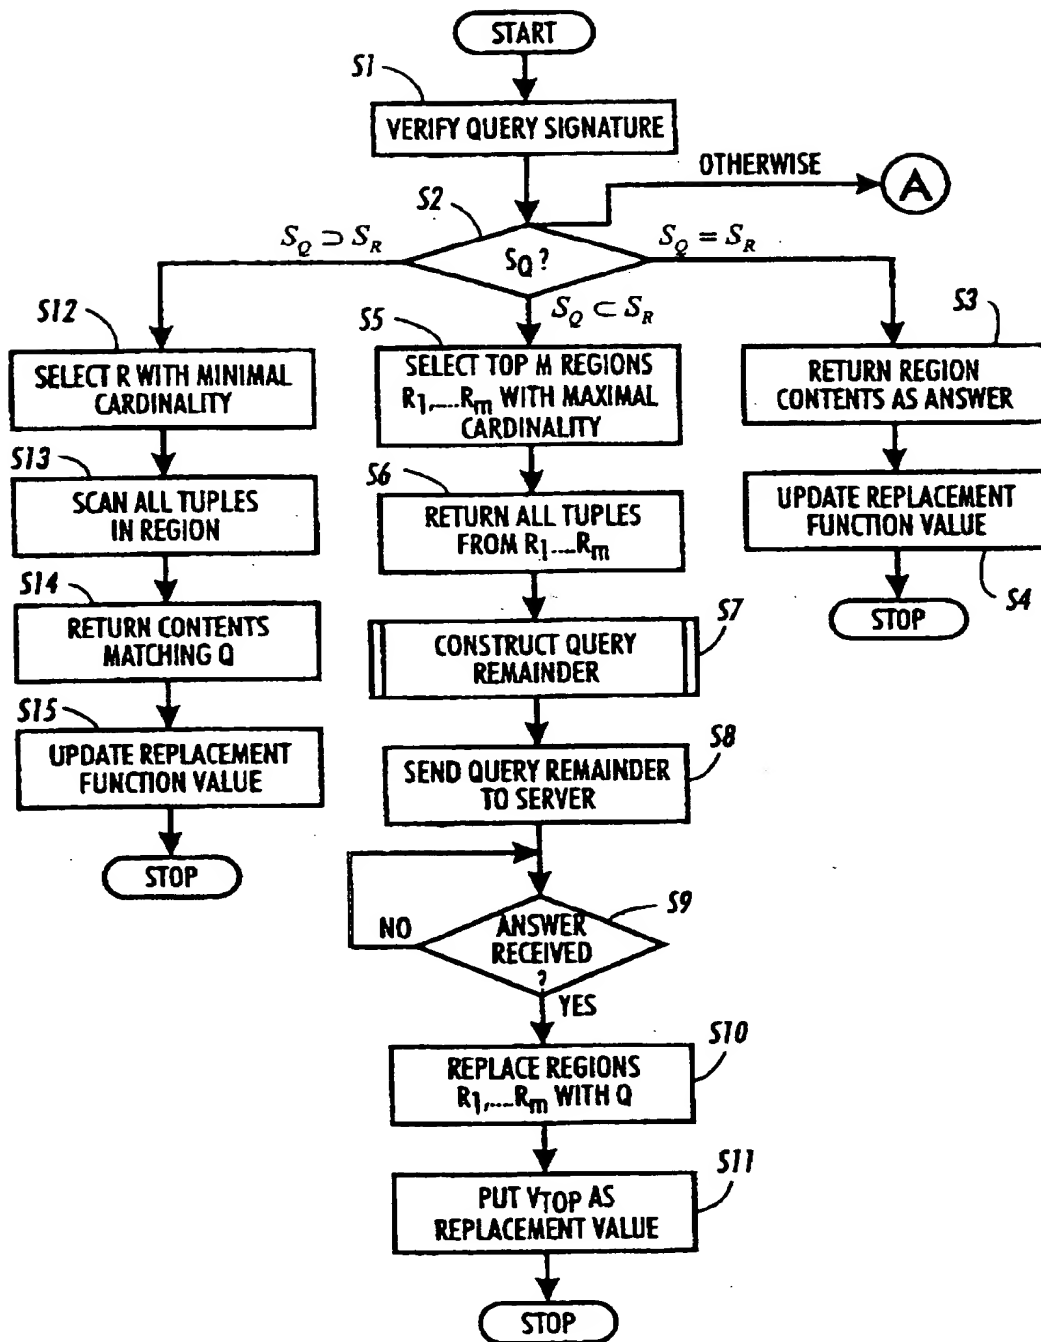 START
S1
VERIFY QUERY SIGNATURE
OTHERWISE
A
S2
S_Q ⊃ S_R
S_Q = S_R
S_Q ?
S_Q ⊂ S_R
S12
SELECT R WITH MINIMAL
CARDINALITY
S13
SCAN ALL TUPLES
IN REGION
S14
RETURN CONTENTS
MATCHING Q
S15
UPDATE REPLACEMENT
FUNCTION VALUE
STOP
S5
SELECT TOP M REGIONS
R1,....Rm WITH MAXIMAL
CARDINALITY
S6
RETURN ALL TUPLES
FROM R1....Rm
CONSTRUCT QUERY
REMAINDER
S7
SEND QUERY REMAINDER
TO SERVER
S8
ANSWER
RECEIVED
?
S9
NO
YES
REPLACE REGIONS
R1,....Rm WITH Q
S10
PUT VTOP AS
REPLACEMENT VALUE
S11
STOP
S3
RETURN REGION
CONTENTS AS ANSWER
UPDATE REPLACEMENT
FUNCTION VALUE
S4
STOP